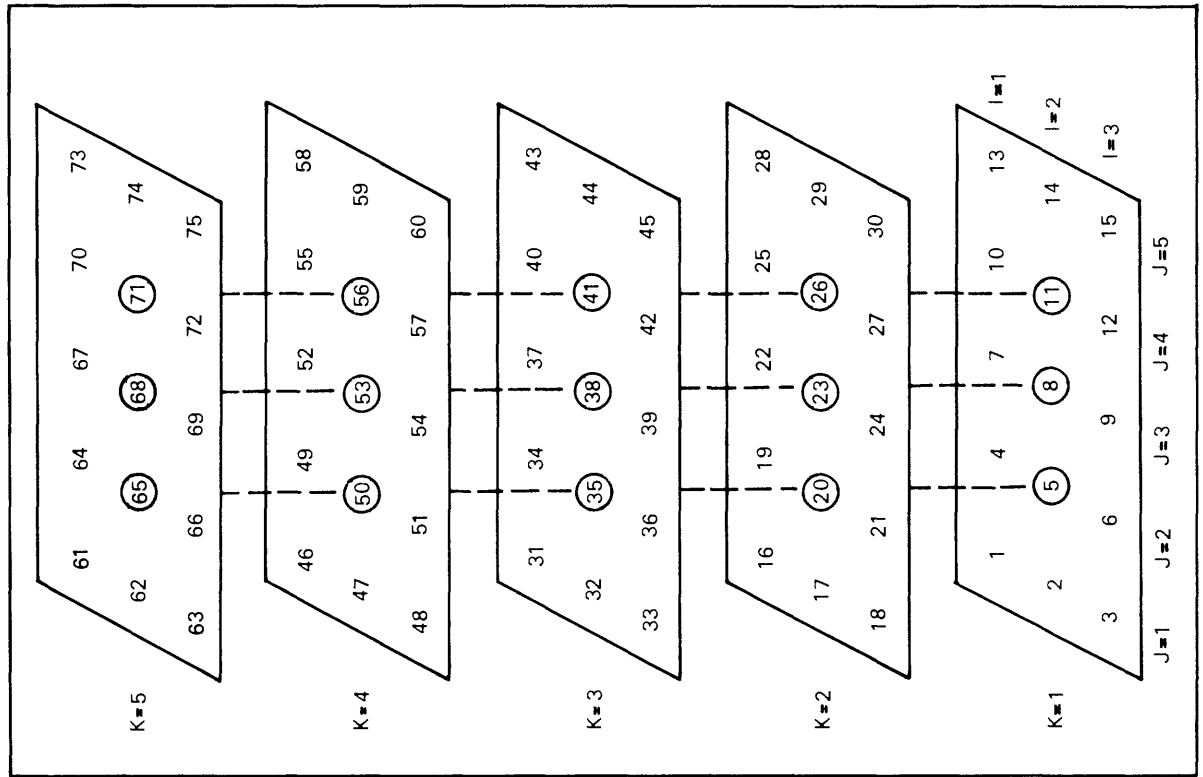 61 64 67 70 73
62 65 68 71 74
63 66 69 72 75
K=5
46 49 52 55 58
47 50 53 56 59
48 51 54 57 60
K=4
31 34 37 40 43
32 35 38 41 44
33 36 39 42 45
K=3
16 19 22 25 28
17 20 23 26 29
18 21 24 27 30
K=2
1 4 7 10 13 I=1
2 5 8 11 14 I=2
3 6 9 12 15 I=3
K=1
J=1 J=2 J=3 J=4 J=5